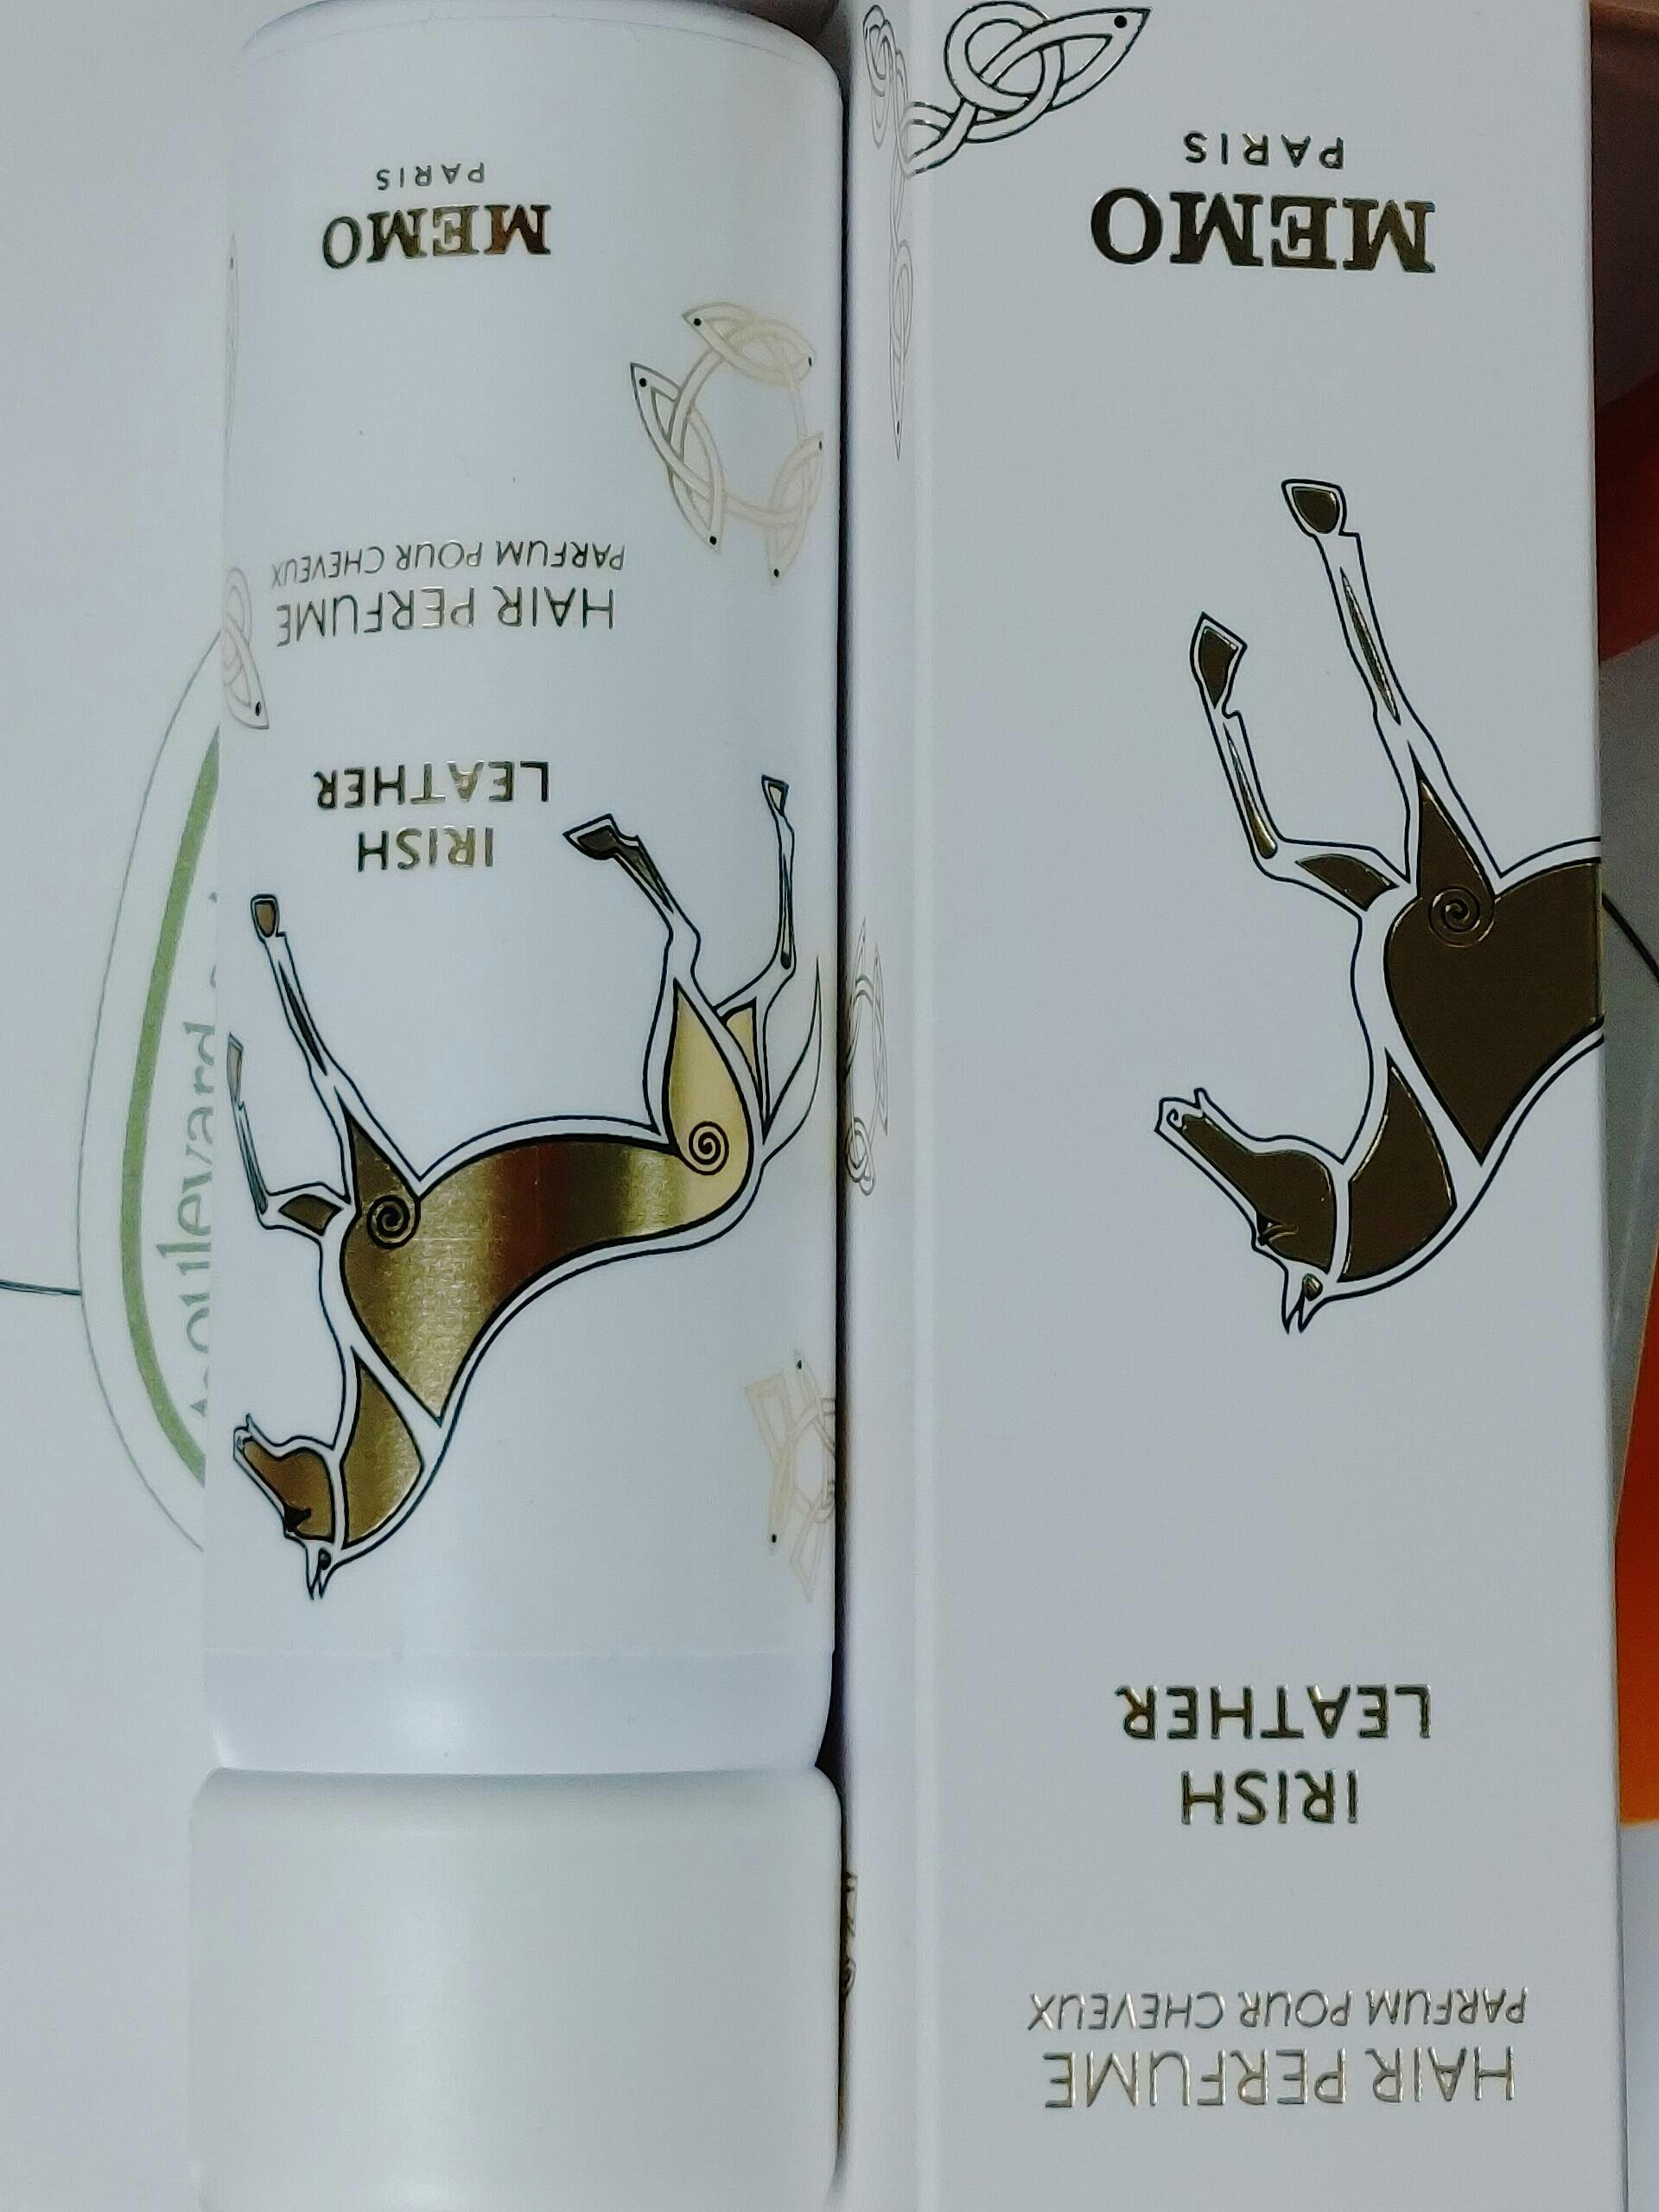 HAIR PERFUME
PARFUM POUR CHEVEUX
IRISH
LEATHER
MEMO
PARIS
IRISH
LEATHER
HAIR PERFUME
PARFUM POUR CHEVEUX
MEMO
PARIS